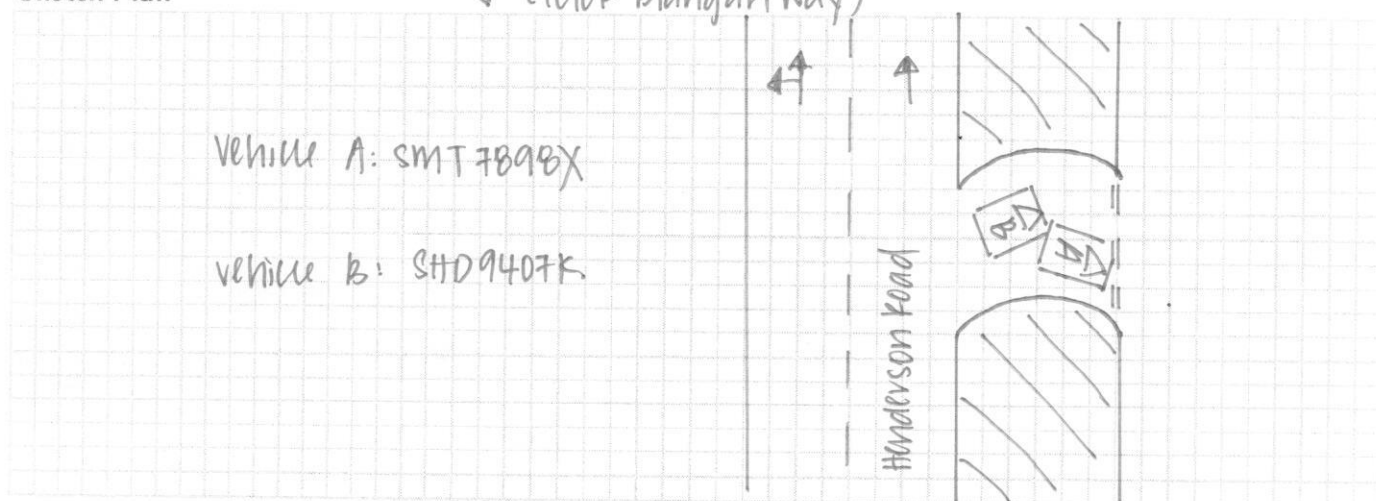 Vehicle A: SMT7898X
Vehicle B: SHD9407K
Henderson Road
A
B